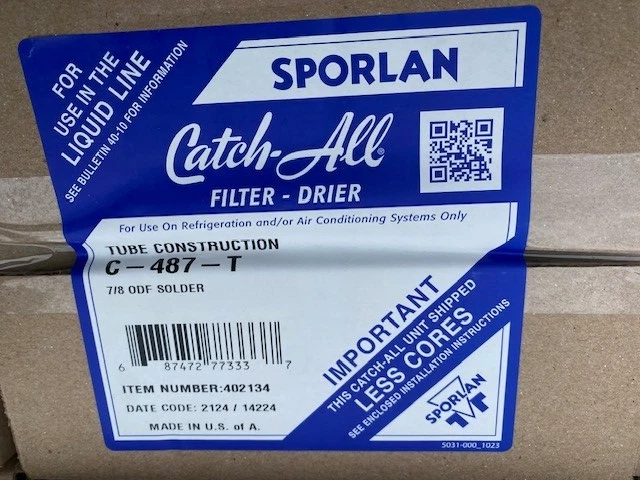 FOR
USE IN THE
LIQUID LINE
SEE BULLETIN 40-10 FOR INFORMATION
SPORLAN
Catch-All®
FILTER - DRIER
For Use On Refrigeration and/or Air Conditioning Systems Only
TUBE CONSTRUCTION
C-487-T
7/8 ODF SOLDER
6 87472 77333 7
ITEM NUMBER:402134
DATE CODE: 2124 / 14224
MADE IN U.S. of A.
IMPORTANT
THIS CATCH-ALL UNIT SHIPPED
LESS CORES
SEE ENCLOSED INSTALLATION INSTRUCTIONS
SPORLAN
5031-000_1023